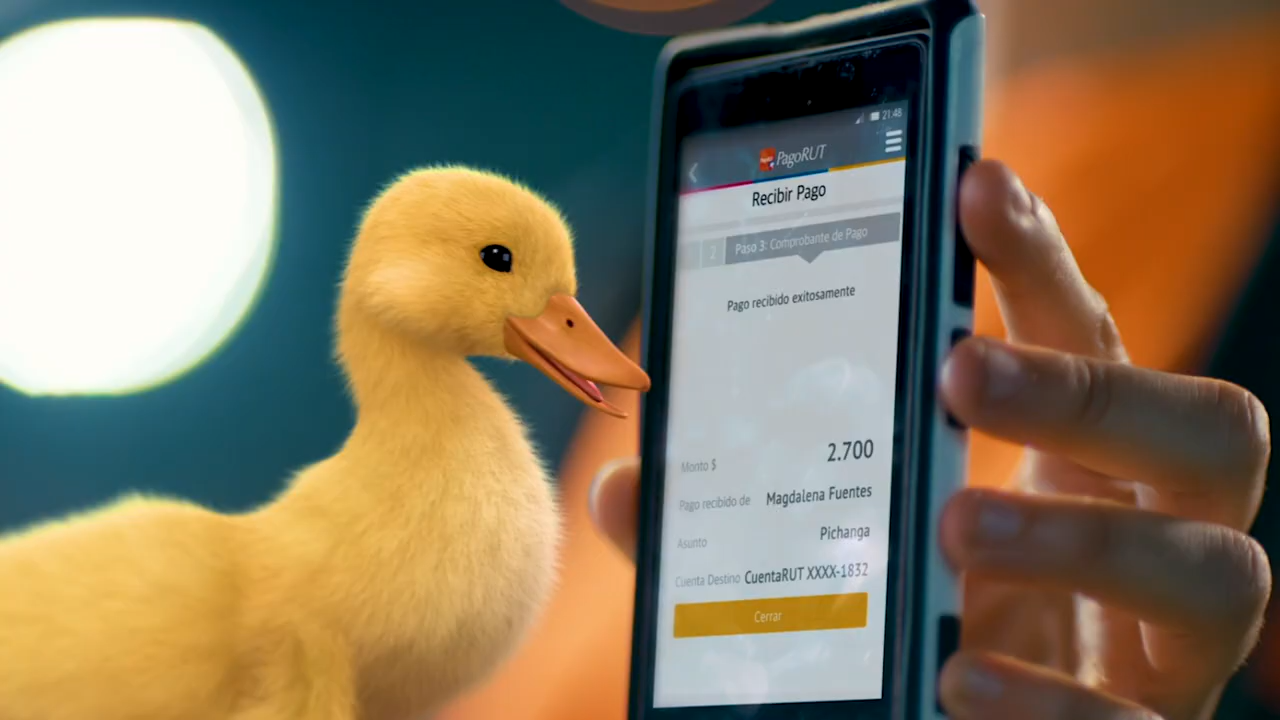 21:48
PagoRUT
Recibir Pago
2 Paso 3: Comprobante de Pago
Pago recibido exitosamente
Monto $ 2.700
Pago recibido de Magdalena Fuentes
Asunto Pichanga
Cuenta Destino CuentaRUT XXXX-1832
Cerrar